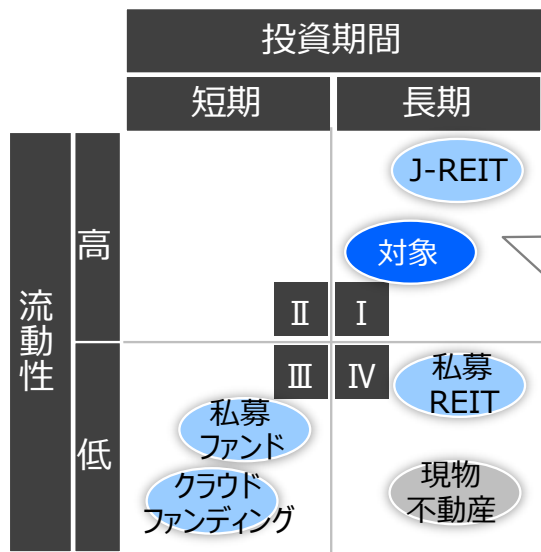 投資期間
短期
長期
流動性
高
J-REIT
対象
Ⅱ
Ⅰ
低
Ⅲ
Ⅳ
私募
ファンド
クラウド
ファンディング
私募
REIT
現物
不動産